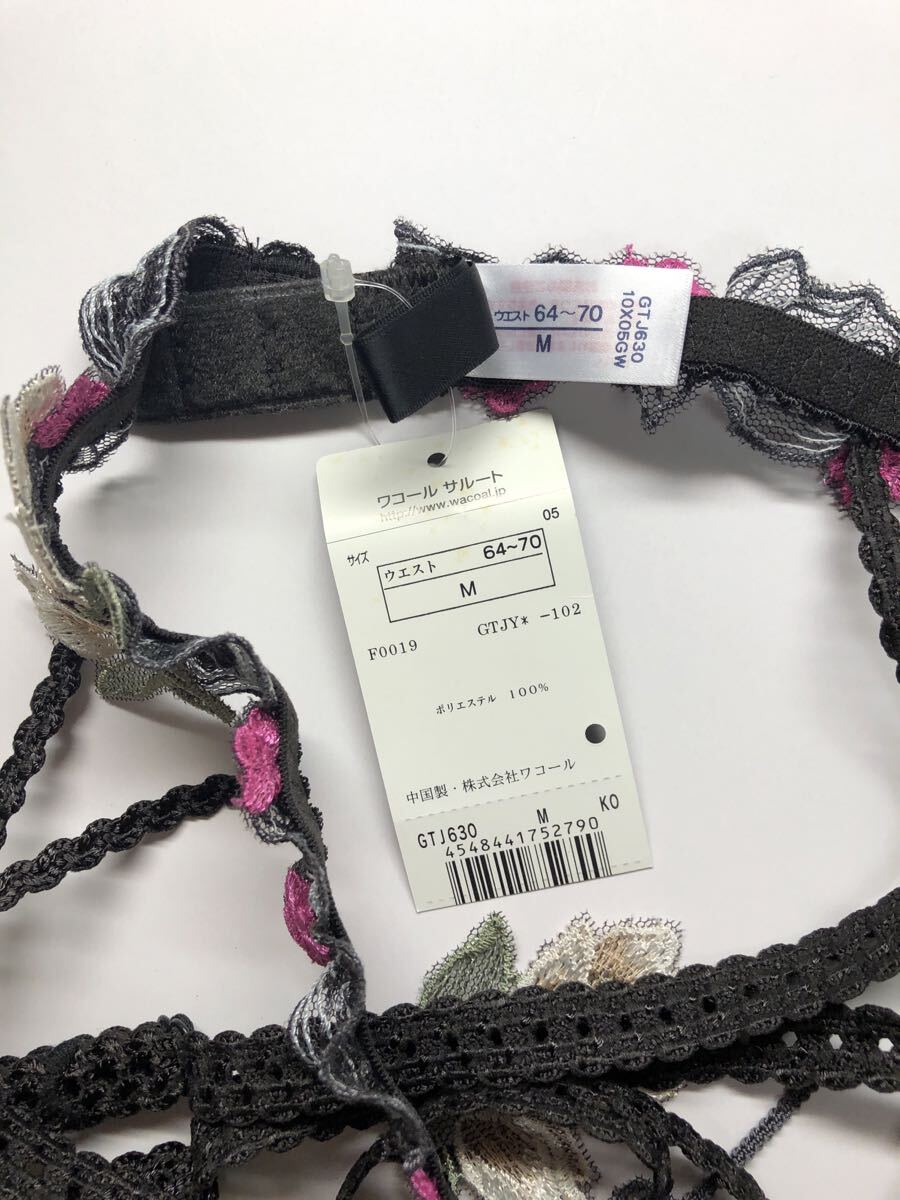 ウエスト 64～70
M
GTJ630
10X05GW
ワコール サルート
http://www.wacoal.jp
05
サイズ
ウエスト 64～70
M
F0019 GTJY* -102
ポリエステル 100%
中国製・株式会社ワコール
GTJ630 M KO
4548441752790